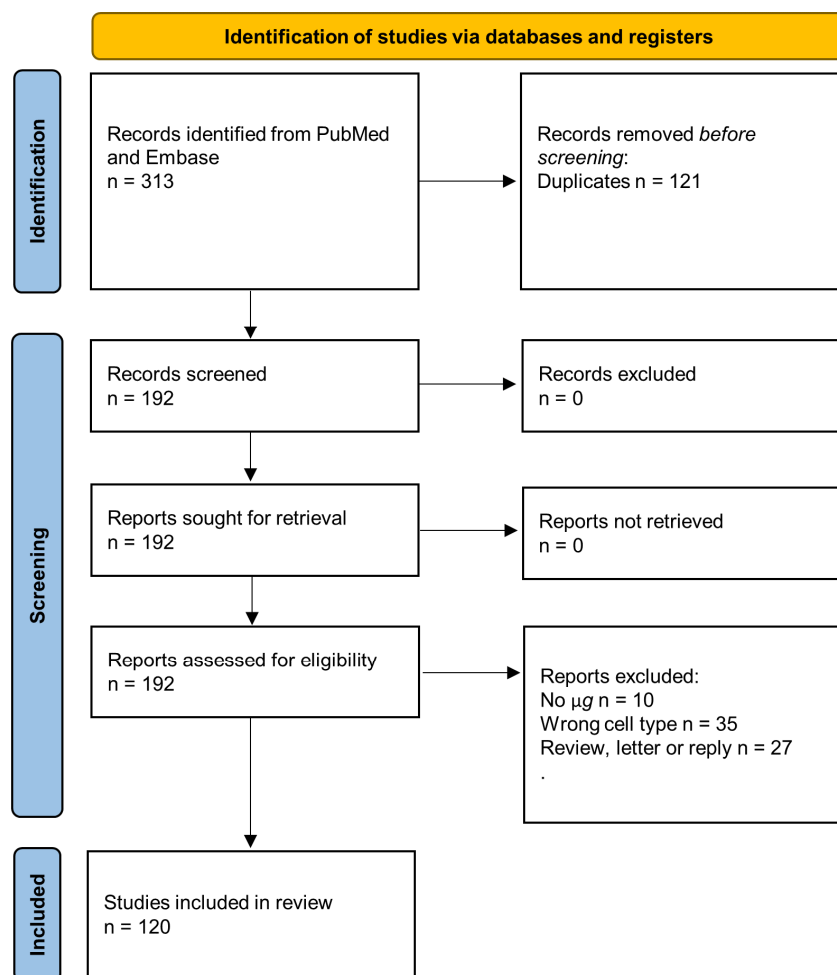 Identification of studies via databases and registers
Identification
Records identified from PubMed
and Embase
n = 313
Records removed before
screening:
Duplicates n = 121
Screening
Records screened
n = 192
Records excluded
n = 0
Reports sought for retrieval
n = 192
Reports not retrieved
n = 0
Reports assessed for eligibility
n = 192
Reports excluded:
No μg n = 10
Wrong cell type n = 35
Review, letter or reply n = 27
.
Included
Studies included in review
n = 120